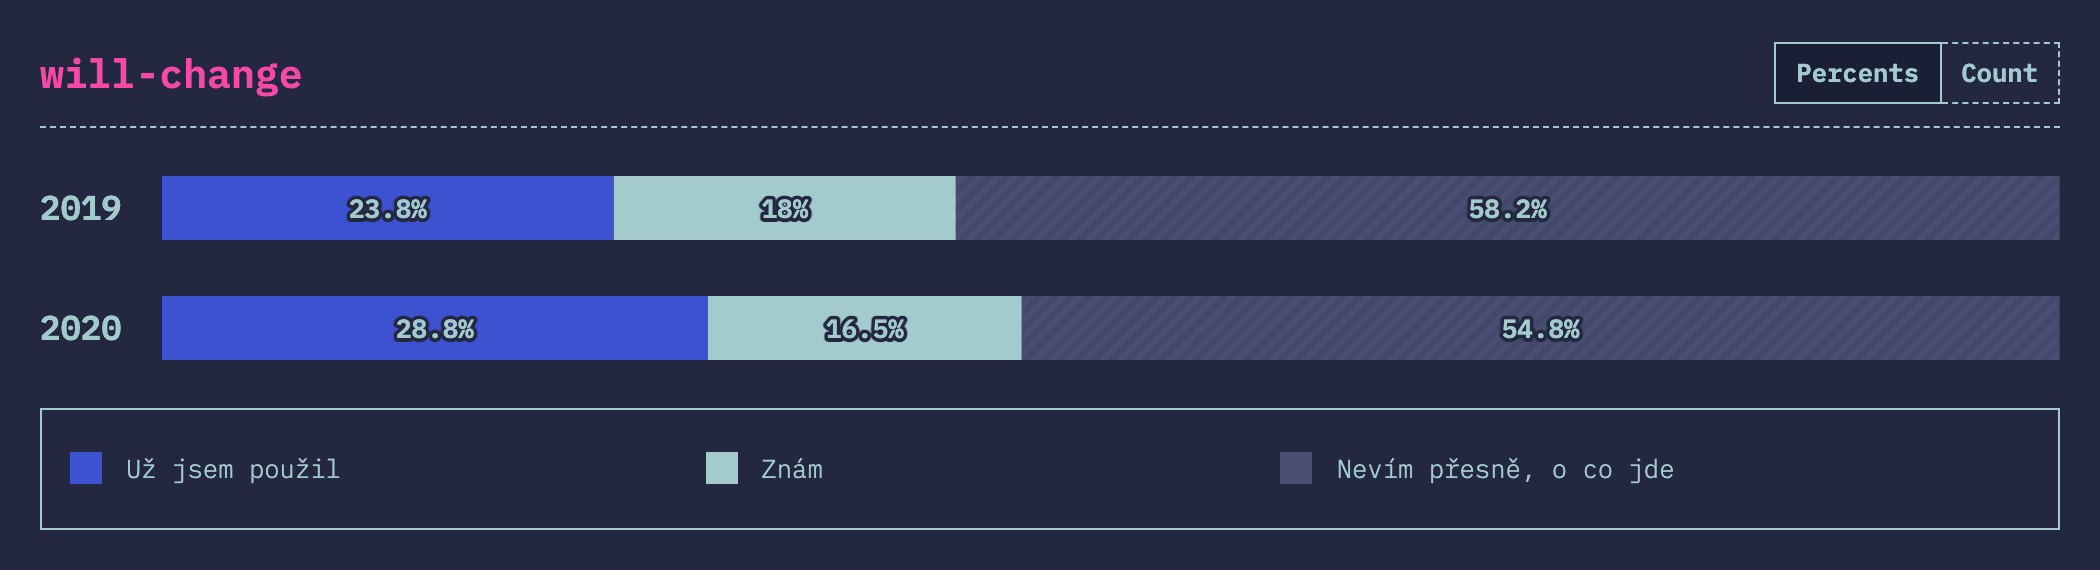 will-change
Percents Count
2019 23.8% 18% 58.2%
2020 28.8% 16.5% 54.8%
Už jsem použil Znám Nevím přesně, o co jde